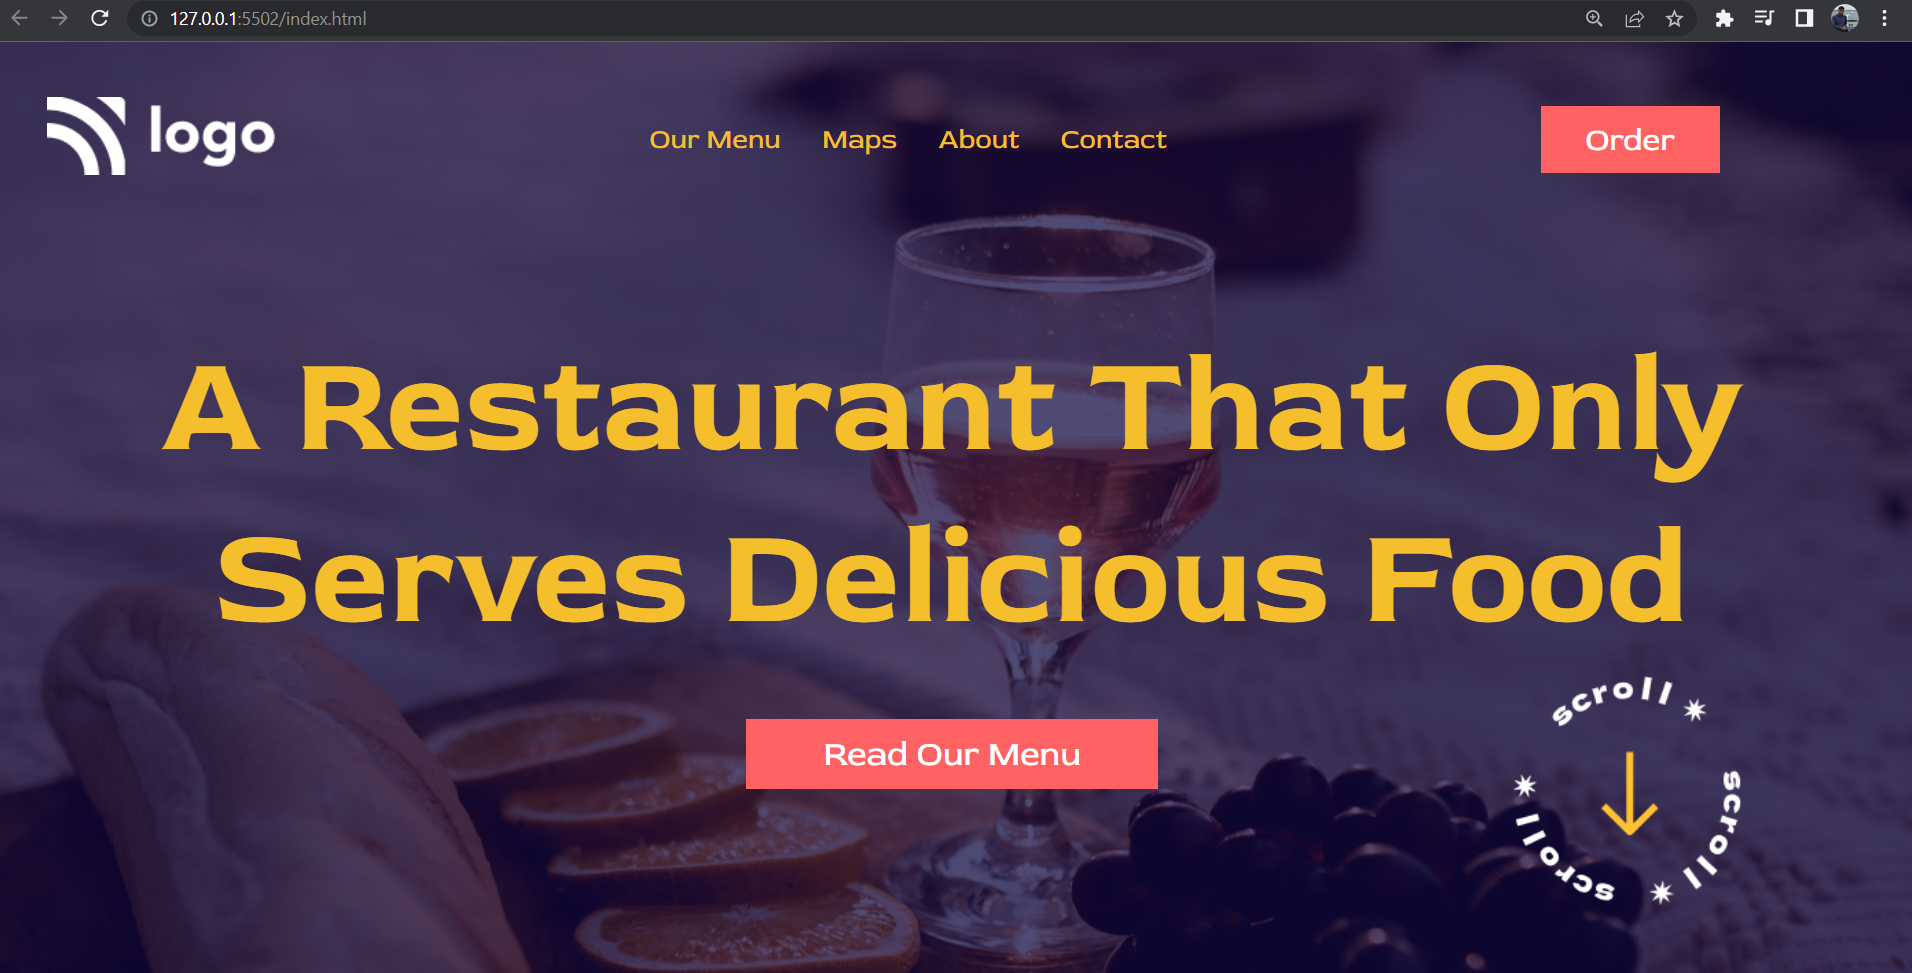 127.0.0.1:5502/index.html
logo
Our Menu Maps About Contact
Order
A Restaurant That Only
Serves Delicious Food
Read Our Menu
scroll
scroll
scroll